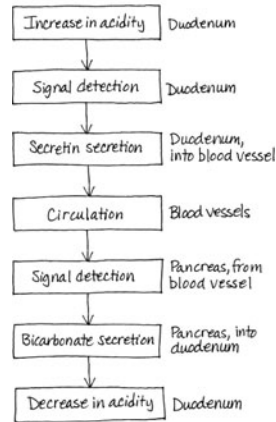 Increase in acidity Duodenum
Signal detection Duodenum
Secretin secretion Duodenum,
into blood vessel
Circulation Blood vessels
Signal detection Pancreas, from
blood vessel
Bicarbonate secretion Pancreas, into
duodenum
Decrease in acidity Duodenum